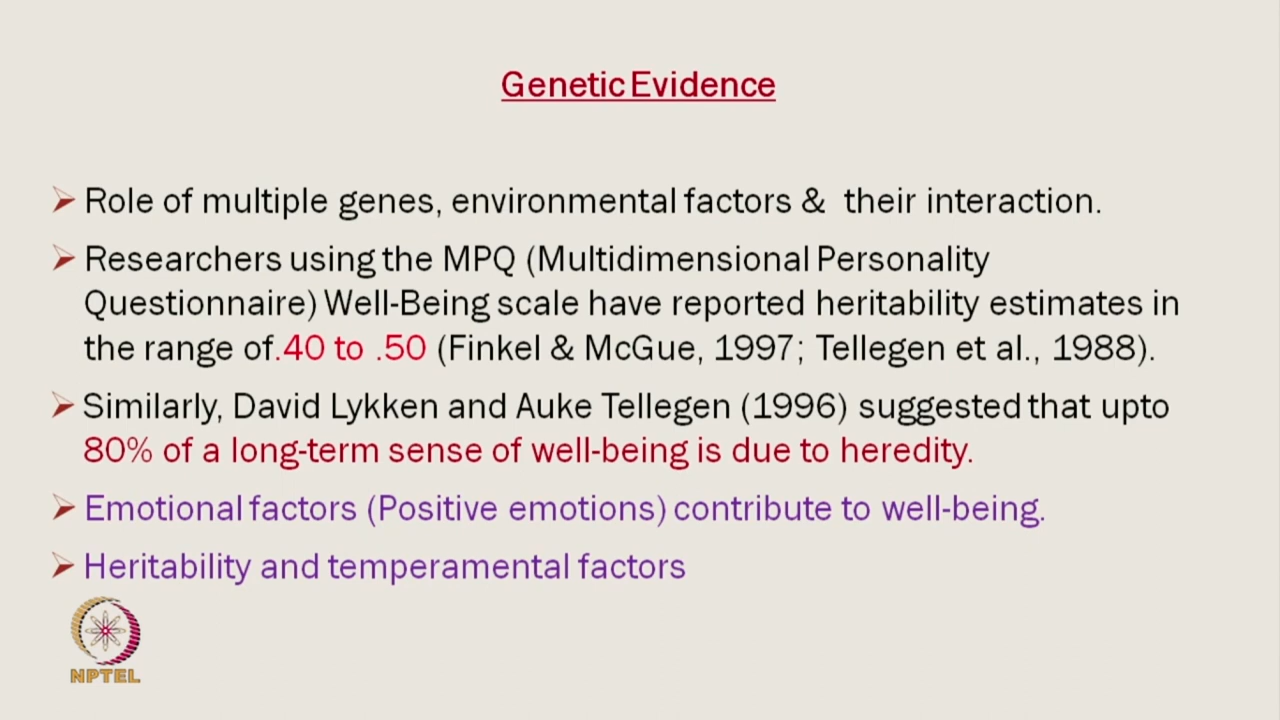 Genetic Evidence
➢ Role of multiple genes, environmental factors & their interaction.
➢ Researchers using the MPQ (Multidimensional Personality
Questionnaire) Well-Being scale have reported heritability estimates in
the range of.40 to .50 (Finkel & McGue, 1997; Tellegen et al., 1988).
➢ Similarly, David Lykken and Auke Tellegen (1996) suggested that upto
80% of a long-term sense of well-being is due to heredity.
➢ Emotional factors (Positive emotions) contribute to well-being.
➢ Heritability and temperamental factors
NPTEL